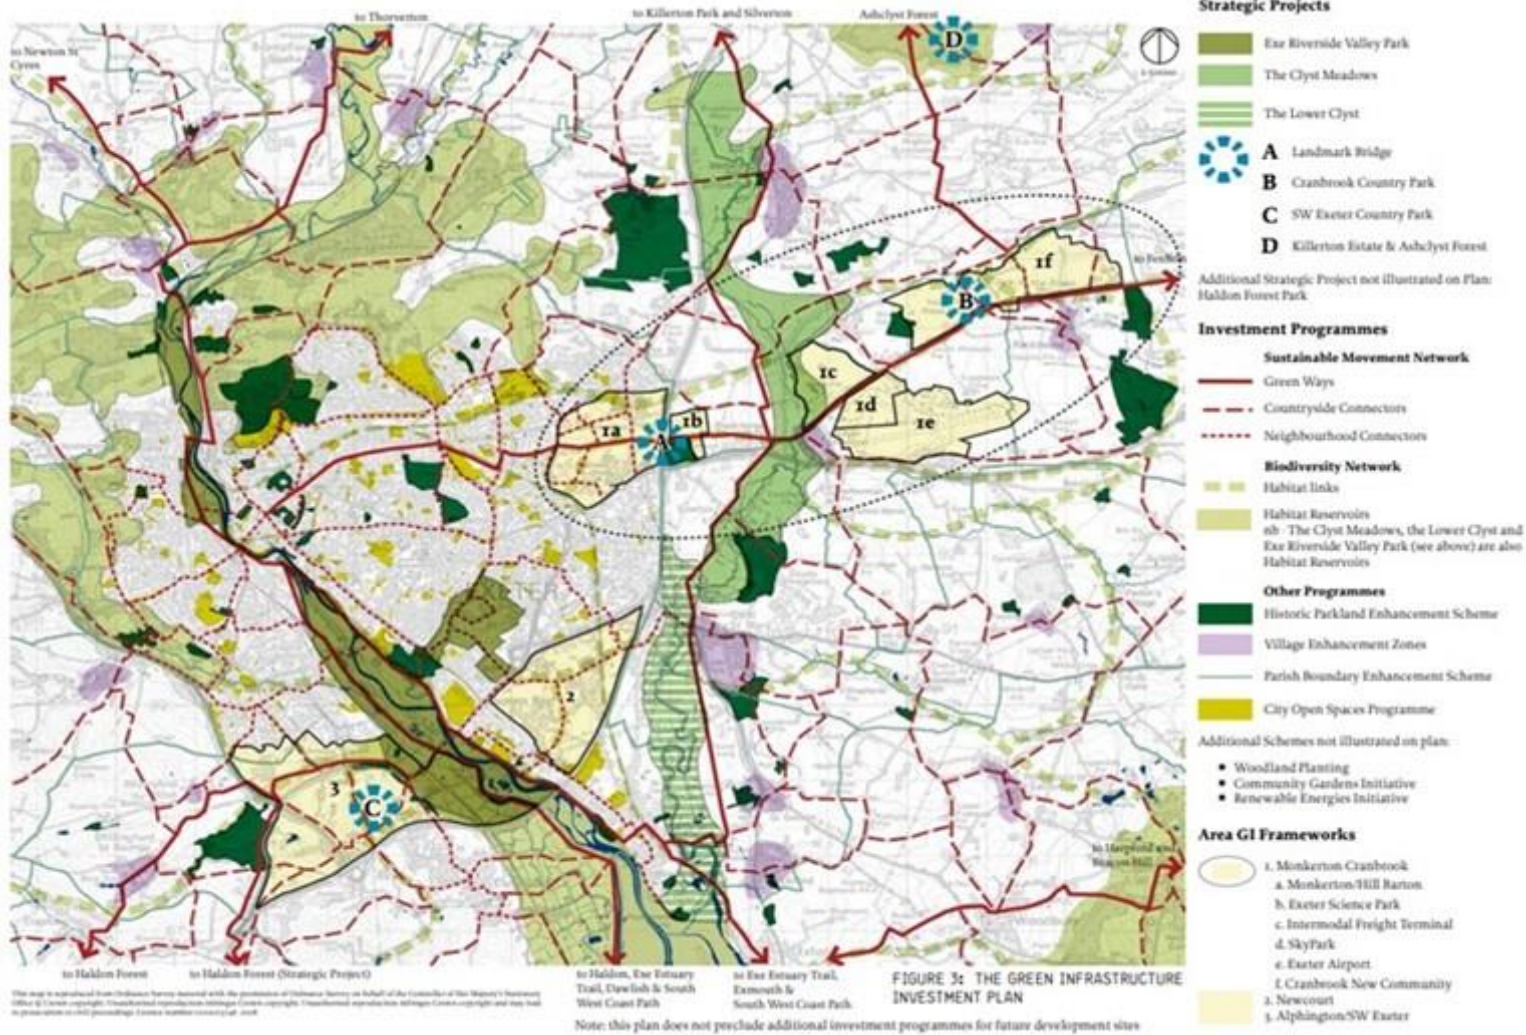 to Thorverton
to Killerton Park and Silverton
Ashclyst Forest
to Newton St
Cyres
D
1f
B
1c
1d
1e
1a
1b
A
EXETER
2
3
C
to Haldon Forest
to Haldon Forest (Strategic Project)
to Haldon, Exe Estuary
Trail, Dawlish & South
West Coast Path
to Exe Estuary Trail,
Exmouth &
South West Coast Path
to Harpford and
Beacon Hill
FIGURE 3: THE GREEN INFRASTRUCTURE
INVESTMENT PLAN
Note: this plan does not preclude additional investment programmes for future development sites
Strategic Projects
Exe Riverside Valley Park
The Clyst Meadows
The Lower Clyst
A Landmark Bridge
B Cranbrook Country Park
C SW Exeter Country Park
D Killerton Estate & Ashclyst Forest
Additional Strategic Project not illustrated on Plan:
Haldon Forest Park
Investment Programmes
Sustainable Movement Network
Green Ways
Countryside Connectors
Neighbourhood Connectors
Biodiversity Network
Habitat links
Habitat Reservoirs
nb The Clyst Meadows, the Lower Clyst and
Exe Riverside Valley Park (see above) are also
Habitat Reservoirs
Other Programmes
Historic Parkland Enhancement Scheme
Village Enhancement Zones
Parish Boundary Enhancement Scheme
City Open Spaces Programme
Additional Schemes not illustrated on plan:
• Woodland Planting
• Community Gardens Initiative
• Renewable Energies Initiative
Area GI Frameworks
1. Monkerton Cranbrook
a. Monkerton/Hill Barton
b. Exeter Science Park
c. Intermodal Freight Terminal
d. SkyPark
e. Exeter Airport
f. Cranbrook New Community
2. Newcourt
3. Alphington/SW Exeter